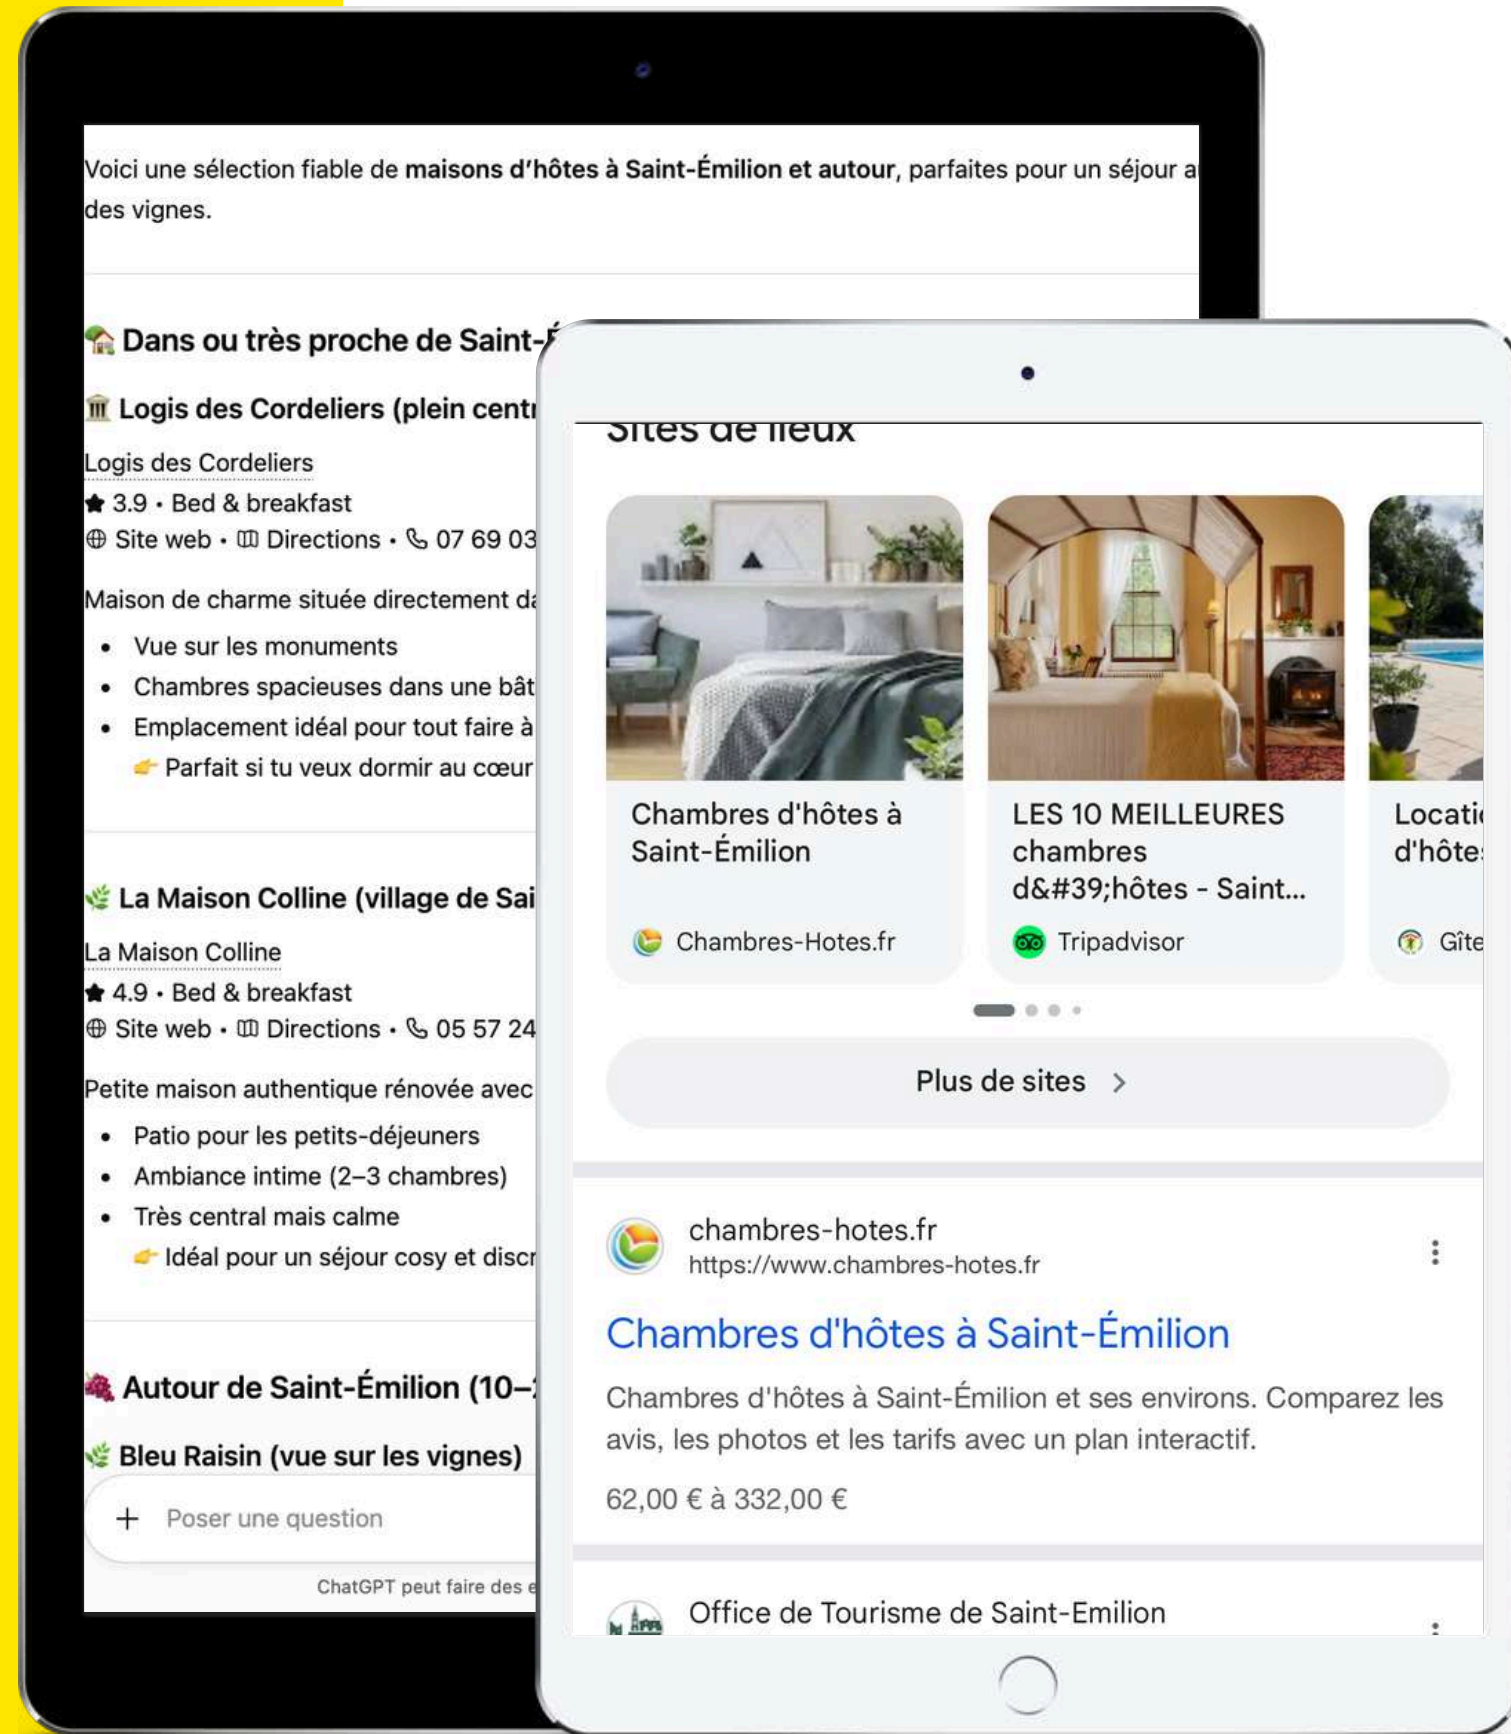 Voici une sélection fiable de maisons d'hôtes à Saint-Émilion et autour, parfaites pour un séjour
des vignes.
🏡 Dans ou très proche de
🏛️ Logis des Cordeliers (plein
Logis des Cordeliers
★ 3.9 • Bed & breakfast
Site web • Directions • 07 69 03
Maison de charme située directement
• Vue sur les monuments
• Chambres spacieuses dans une
• Emplacement idéal pour tout faire à
👉 Parfait si tu veux dormir au cœur
🌿 La Maison Colline (village de
La Maison Colline
★ 4.9 • Bed & breakfast
Site web • Directions • 05 57 24
Petite maison authentique rénovée avec
• Patio pour les petits-déjeuners
• Ambiance intime (2–3 chambres)
• Très central mais calme
👉 Idéal pour un séjour cosy et
🍇 Autour de Saint-Émilion
🌿 Bleu Raisin (vue sur les vignes)
+ Poser une question
ChatGPT peut faire des
Sites de lieux
Chambres d'hôtes à
Saint-Émilion
Chambres-Hotes.fr
LES 10 MEILLEURES
chambres
d&#39;hôtes - Saint...
Tripadvisor
Plus de sites >
chambres-hotes.fr
https://www.chambres-hotes.fr
Chambres d'hôtes à Saint-Émilion
Chambres d'hôtes à Saint-Émilion et ses environs. Comparez les
avis, les photos et les tarifs avec un plan interactif.
62,00 € à 332,00 €
Office de Tourisme de Saint-Emilion